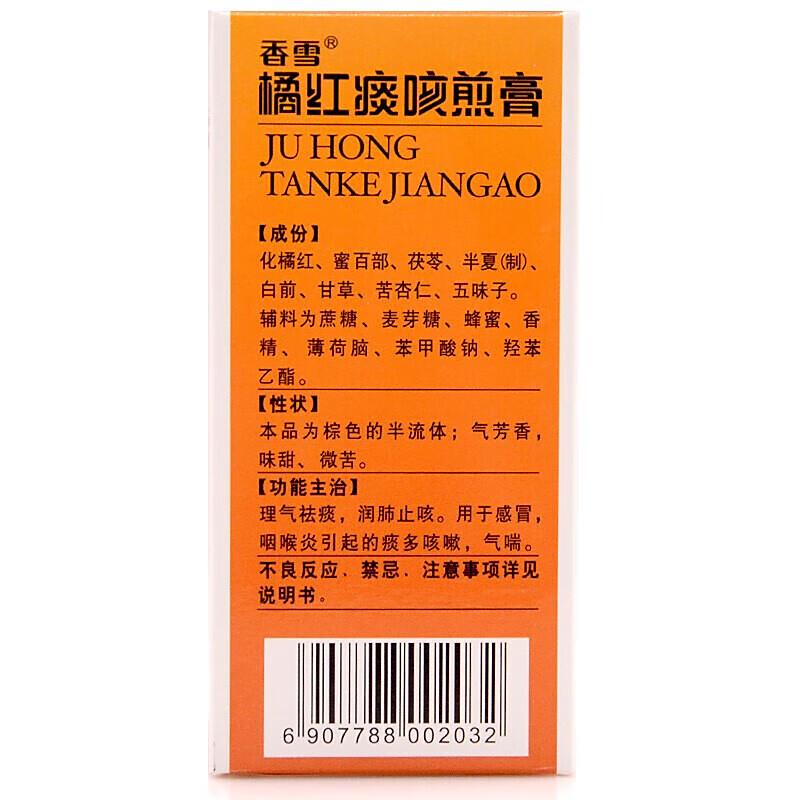 香雪®
橘红痰咳煎膏
JU HONG
TANKE JIANGAO
【成份】
化橘红、蜜百部、茯苓、半夏(制)、
白前、甘草、苦杏仁、五味子。
辅料为蔗糖、麦芽糖、蜂蜜、香
精、薄荷脑、苯甲酸钠、羟苯
乙酯。
【性状】
本品为棕色的半流体；气芳香，
味甜、微苦。
【功能主治】
理气祛痰，润肺止咳。用于感冒，
咽喉炎引起的痰多咳嗽，气喘。
不良反应、禁忌、注意事项详见
说明书。
6 907788 002032